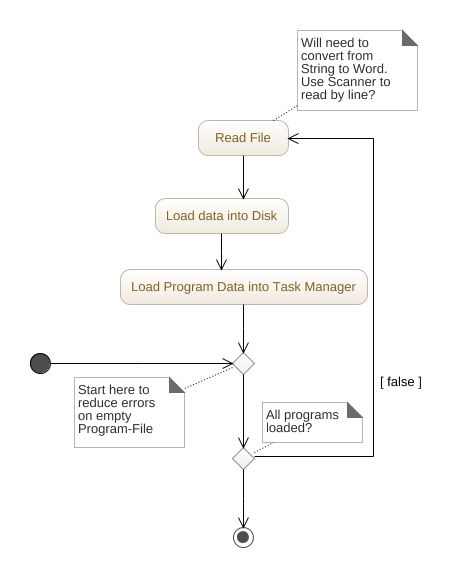 Will need to
convert from
String to Word.
Use Scanner to
read by line?
Read File
Load data into Disk
Load Program Data into Task Manager
[ false ]
Start here to
reduce errors
on empty
Program-File
All programs
loaded?